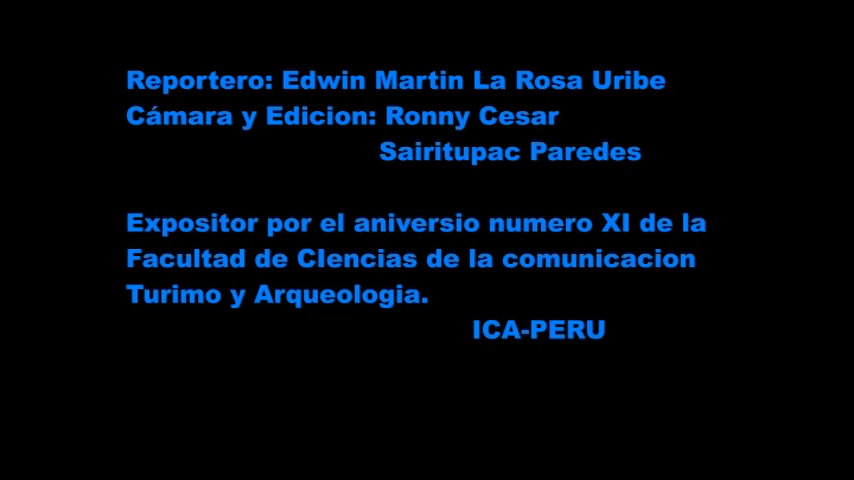 Reportero: Edwin Martin La Rosa Uribe
Cámara y Edicion: Ronny Cesar
Sairitupac Paredes
Expositor por el aniversio numero XI de la
Facultad de CIencias de la comunicacion
Turimo y Arqueologia.
ICA-PERU